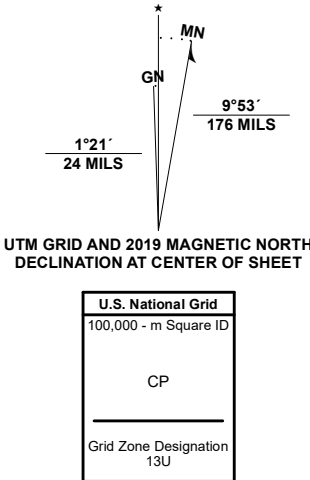 MN
GN
9°53´
176 MILS
1°21´
24 MILS
UTM GRID AND 2019 MAGNETIC NORTH
DECLINATION AT CENTER OF SHEET
U.S. National Grid
100,000 - m Square ID
CP
Grid Zone Designation
13U